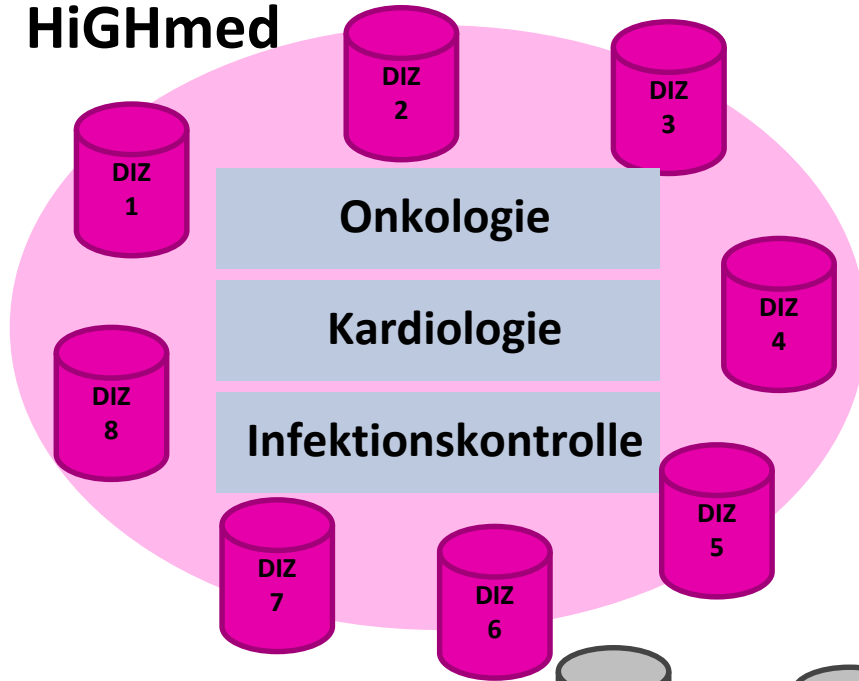 HiGHmed
DIZ
2
DIZ
3
DIZ
1
Onkologie
DIZ
4
Kardiologie
DIZ
8
Infektionskontrolle
DIZ
5
DIZ
7
DIZ
6